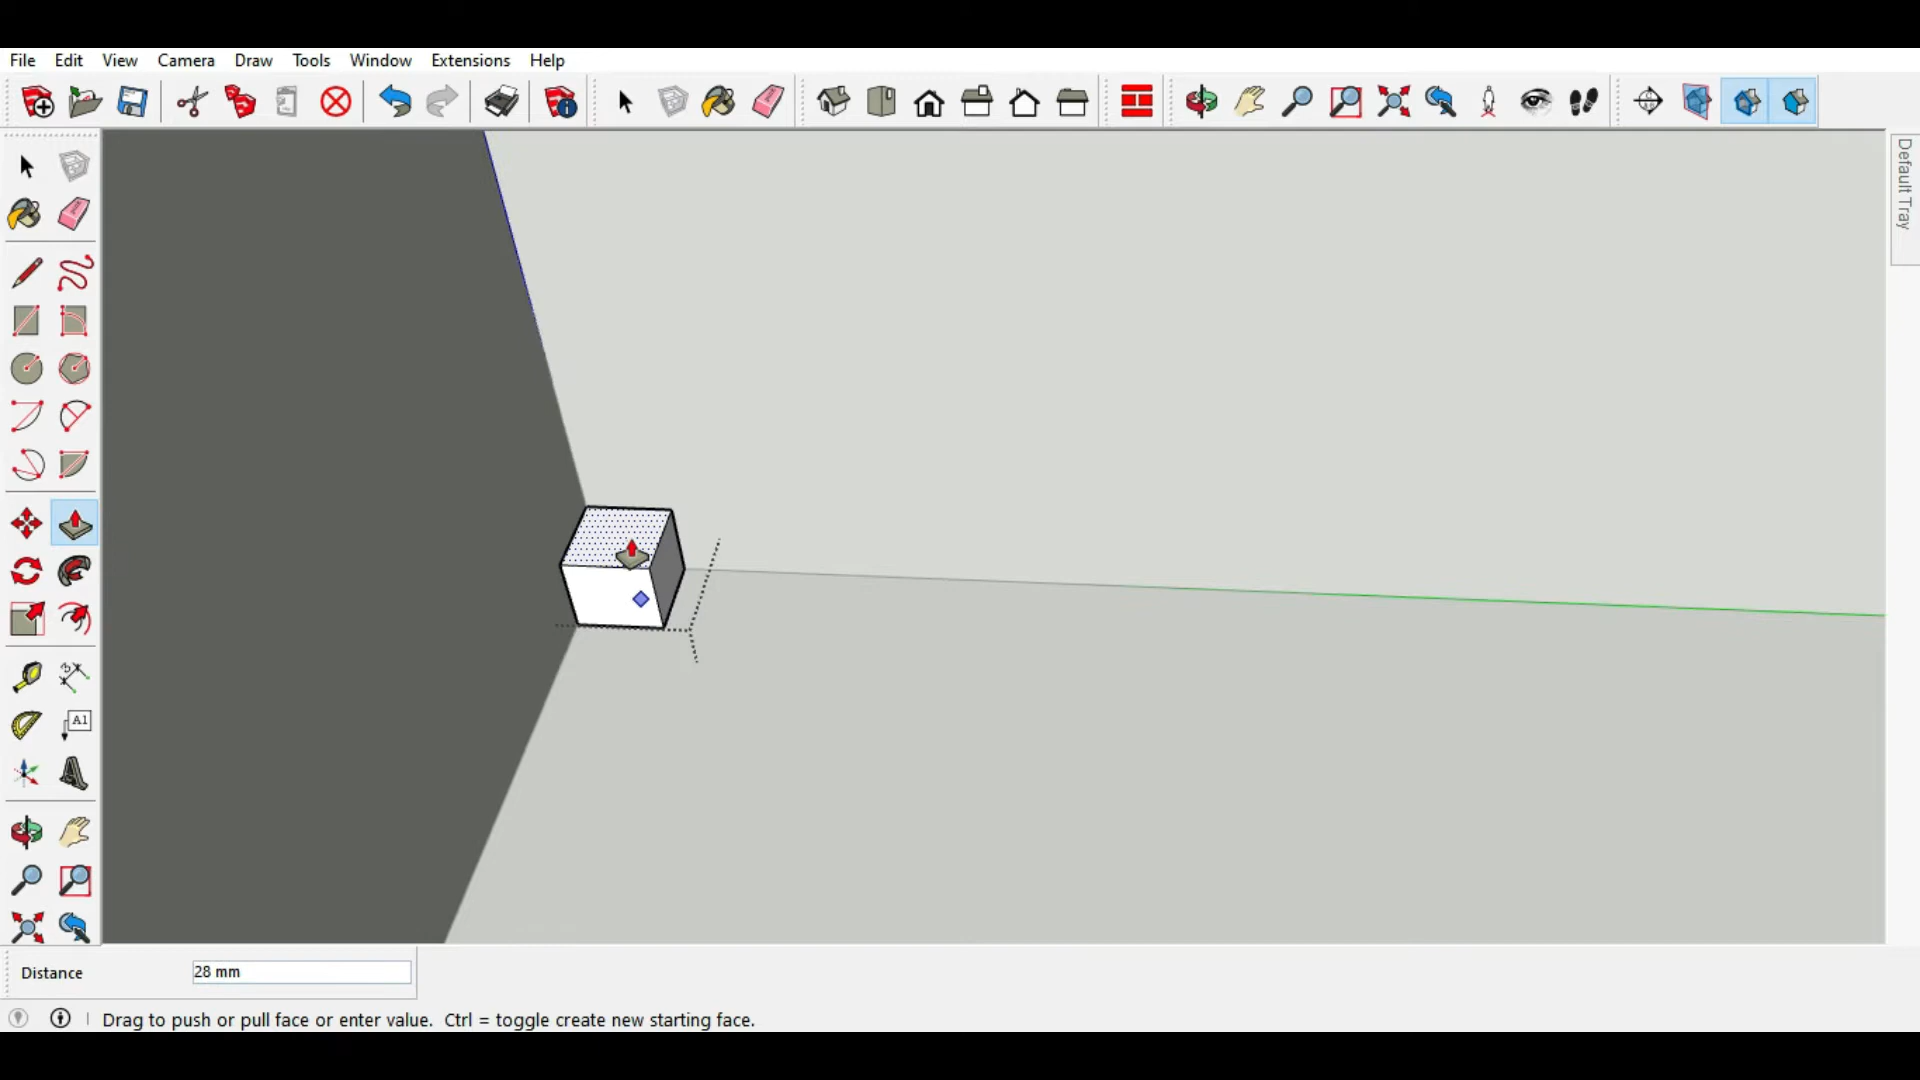 File Edit View Camera Draw Tools Window Extensions Help
Default Tray
A1
Distance 28 mm
Drag to push or pull face or enter value. Ctrl = toggle create new starting face.